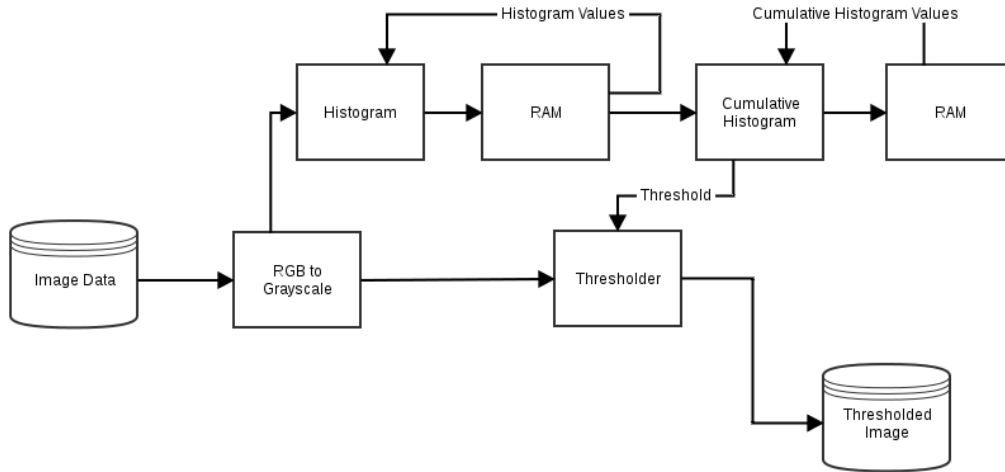 Histogram Values
Cumulative Histogram Values
Histogram
RAM
Cumulative
Histogram
RAM
Threshold
Image Data
RGB to
Grayscale
Thresholder
Thresholded
Image